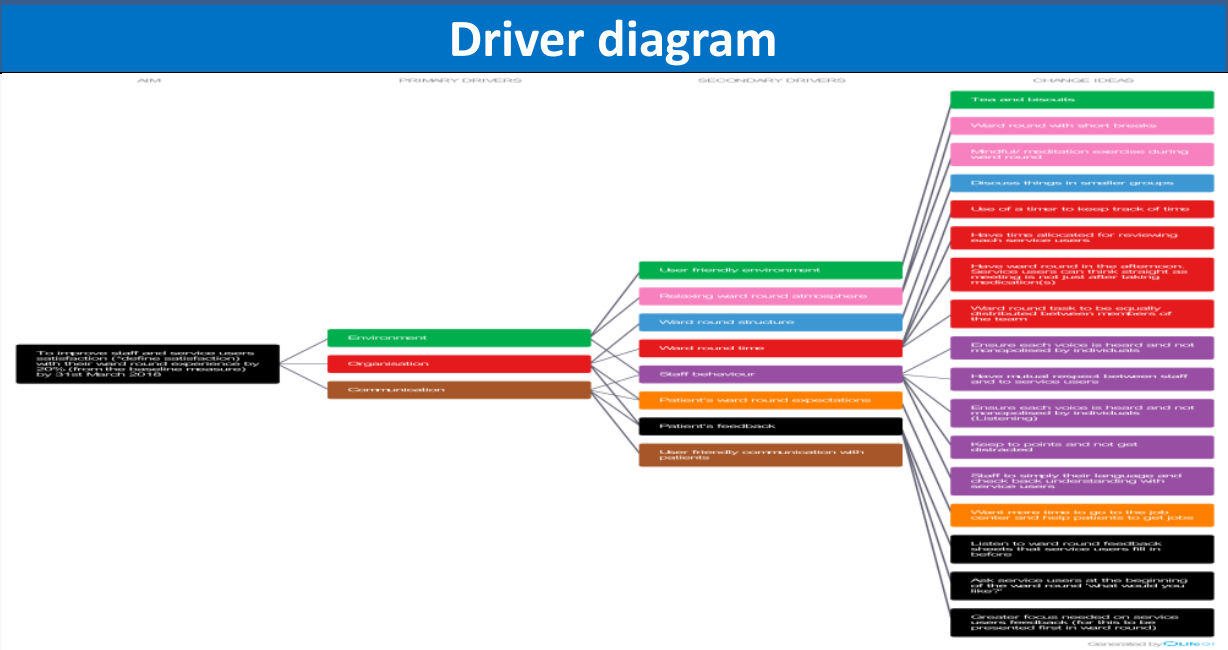 Driver diagram
AIM
PRIMARY DRIVERS
SECONDARY DRIVERS
CHANGE IDEAS
To improve staff and service users
satisfaction (*define satisfaction)
with their ward round experience by
20% (from the baseline measure)
by 31st March 2018
Environment
Organisation
Communication
User friendly environment
Relaxing ward round atmosphere
Ward round structure
Ward round time
Staff behaviour
Patient's ward round expectations
Patient's feedback
User friendly communication with
patients
Tea and biscuits
Ward round with short breaks
Mindful/ meditation exercise during
ward round
Discuss things in smaller groups
Use of a timer to keep track of time
Have time allocated for reviewing
each service users
Have ward round in the afternoon.
Service users can think straight as
meeting is not just after taking
medication(s)
Ward round task to be equally
distributed between members of
the team
Ensure each voice is heard and not
monopolised by individuals
Have mutual respect between staff
and to service users
Ensure each voice is heard and not
monopolised by individuals
(Listening)
Keep to points and not get
distracted
Staff to simply their language and
check back understanding with
service users
Want more time to go to the job
center and help patients to get jobs
Listen to ward round feedback
sheets that service users fill in
before
Ask service users at the beginning
of the ward round 'what would you
like?'
Greater focus needed on service
users feedback (for this to be
presented first in ward round)
Generated by Life QI